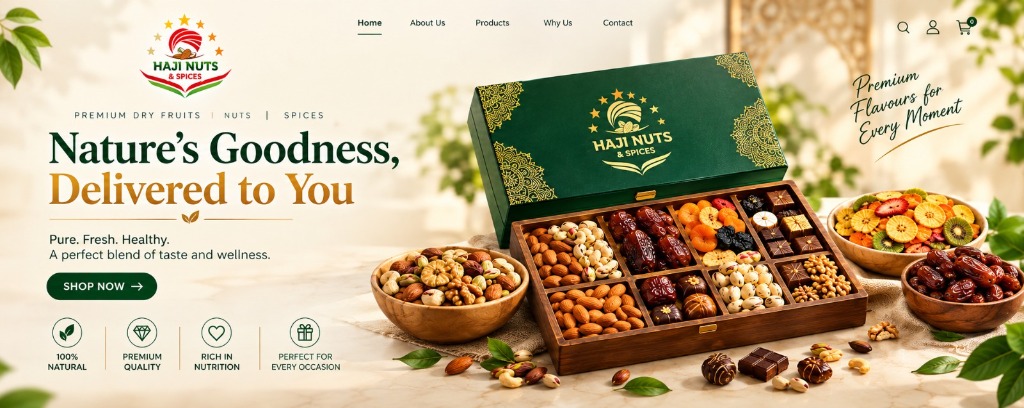 HAJI NUTS
& SPICES
Home
About Us
Products
Why Us
Contact
0
PREMIUM DRY FRUITS | NUTS | SPICES
Nature's Goodness,
Delivered to You
Pure. Fresh. Healthy.
A perfect blend of taste and wellness.
SHOP NOW →
100%
NATURAL
PREMIUM
QUALITY
RICH IN
NUTRITION
PERFECT FOR
EVERY OCCASION
HAJI NUTS
& SPICES
Premium
Flavours for
Every Moment